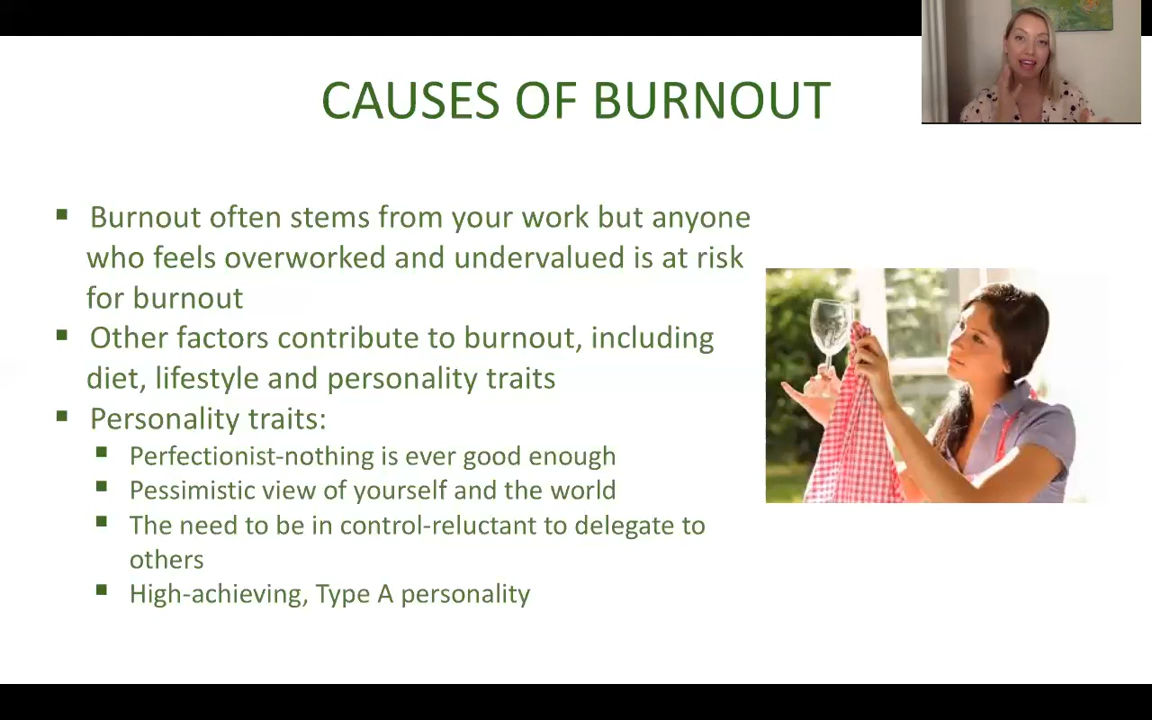 CAUSES OF BURNOUT
▪ Burnout often stems from your work but anyone
who feels overworked and undervalued is at risk
for burnout
▪ Other factors contribute to burnout, including
diet, lifestyle and personality traits
▪ Personality traits:
▪ Perfectionist-nothing is ever good enough
▪ Pessimistic view of yourself and the world
▪ The need to be in control-reluctant to delegate to
others
▪ High-achieving, Type A personality